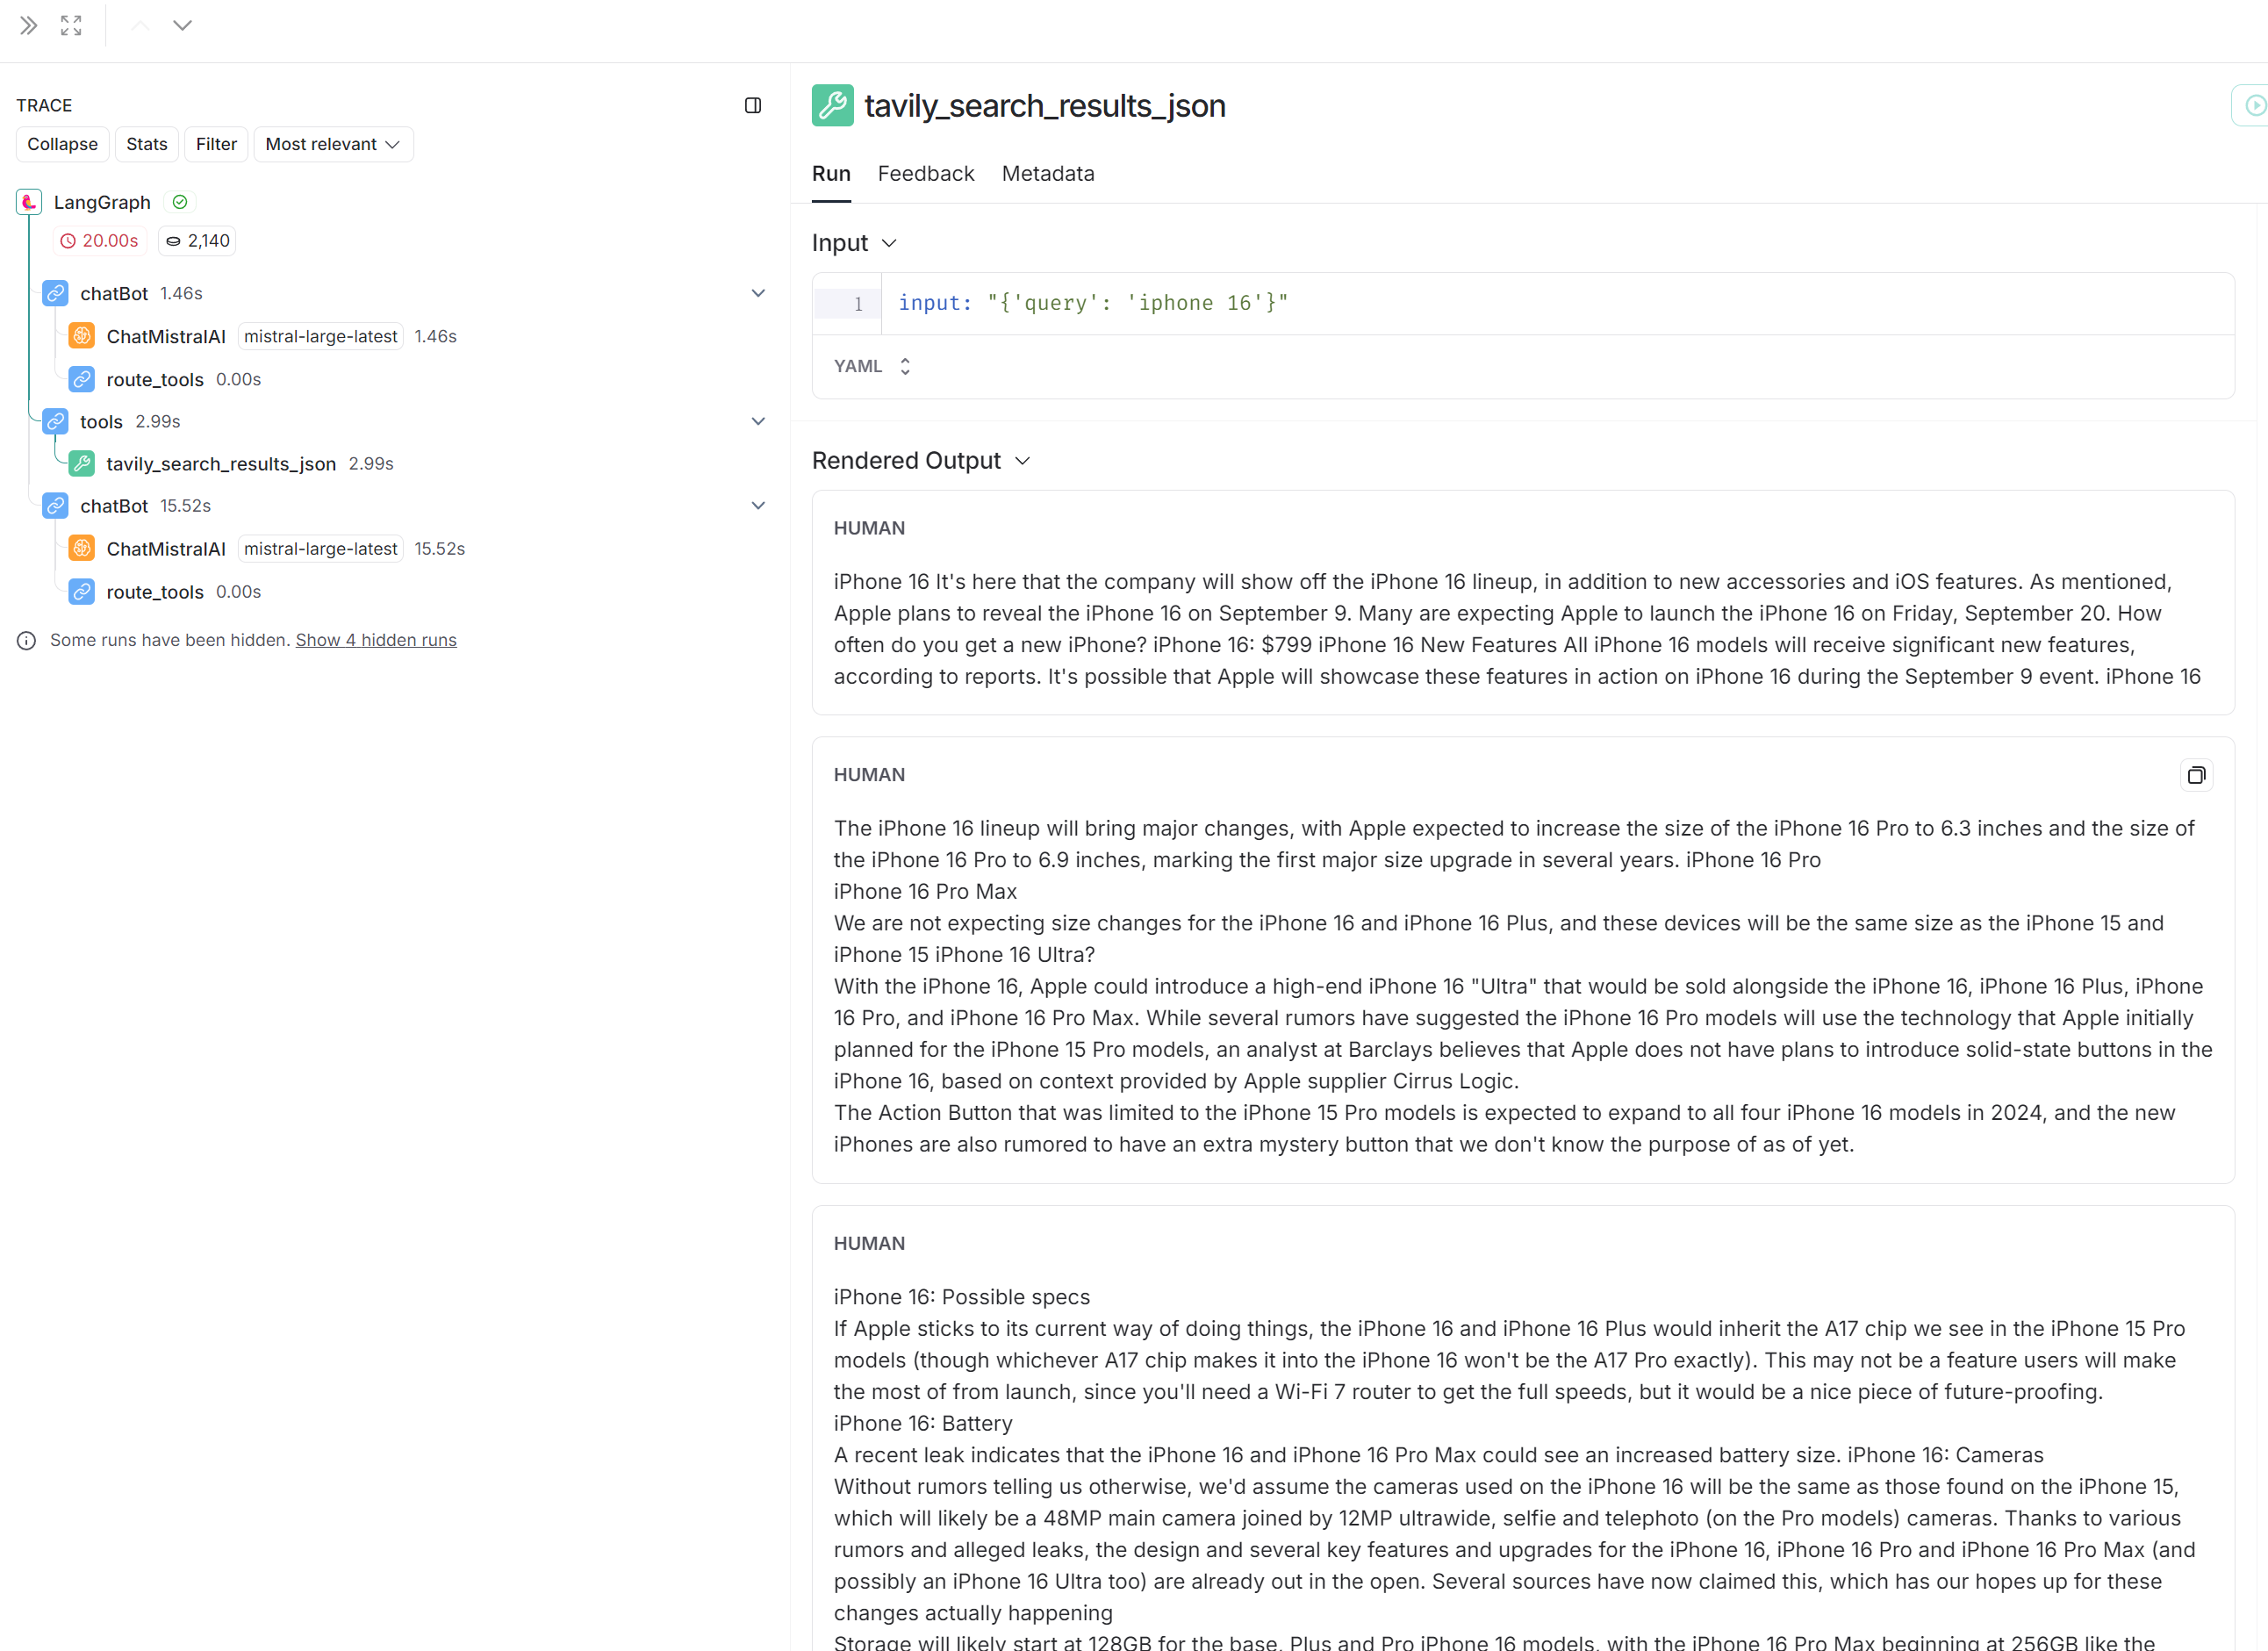 TRACE
Collapse Stats Filter Most relevant
LangGraph
20.00s 2,140
chatBot 1.46s
ChatMistralAI mistral-large-latest 1.46s
route_tools 0.00s
tools 2.99s
tavily_search_results_json 2.99s
chatBot 15.52s
ChatMistralAI mistral-large-latest 15.52s
route_tools 0.00s
Some runs have been hidden. Show 4 hidden runs
tavily_search_results_json
Run Feedback Metadata
Input
1 input: "{'query': 'iphone 16'}"
YAML
Rendered Output
HUMAN
iPhone 16 It's here that the company will show off the iPhone 16 lineup, in addition to new accessories and iOS features. As mentioned,
Apple plans to reveal the iPhone 16 on September 9. Many are expecting Apple to launch the iPhone 16 on Friday, September 20. How
often do you get a new iPhone? iPhone 16: $799 iPhone 16 New Features All iPhone 16 models will receive significant new features,
according to reports. It's possible that Apple will showcase these features in action on iPhone 16 during the September 9 event. iPhone 16
HUMAN
The iPhone 16 lineup will bring major changes, with Apple expected to increase the size of the iPhone 16 Pro to 6.3 inches and the size of
the iPhone 16 Pro to 6.9 inches, marking the first major size upgrade in several years. iPhone 16 Pro
iPhone 16 Pro Max
We are not expecting size changes for the iPhone 16 and iPhone 16 Plus, and these devices will be the same size as the iPhone 15 and
iPhone 15 iPhone 16 Ultra?
With the iPhone 16, Apple could introduce a high-end iPhone 16 "Ultra" that would be sold alongside the iPhone 16, iPhone 16 Plus, iPhone
16 Pro, and iPhone 16 Pro Max. While several rumors have suggested the iPhone 16 Pro models will use the technology that Apple initially
planned for the iPhone 15 Pro models, an analyst at Barclays believes that Apple does not have plans to introduce solid-state buttons in the
iPhone 16, based on context provided by Apple supplier Cirrus Logic.
The Action Button that was limited to the iPhone 15 Pro models is expected to expand to all four iPhone 16 models in 2024, and the new
iPhones are also rumored to have an extra mystery button that we don't know the purpose of as of yet.
HUMAN
iPhone 16: Possible specs
If Apple sticks to its current way of doing things, the iPhone 16 and iPhone 16 Plus would inherit the A17 chip we see in the iPhone 15 Pro
models (though whichever A17 chip makes it into the iPhone 16 won't be the A17 Pro exactly). This may not be a feature users will make
the most of from launch, since you'll need a Wi-Fi 7 router to get the full speeds, but it would be a nice piece of future-proofing.
iPhone 16: Battery
A recent leak indicates that the iPhone 16 and iPhone 16 Pro Max could see an increased battery size. iPhone 16: Cameras
Without rumors telling us otherwise, we'd assume the cameras used on the iPhone 16 will be the same as those found on the iPhone 15,
which will likely be a 48MP main camera joined by 12MP ultrawide, selfie and telephoto (on the Pro models) cameras. Thanks to various
rumors and alleged leaks, the design and several key features and upgrades for the iPhone 16, iPhone 16 Pro and iPhone 16 Pro Max (and
possibly an iPhone 16 Ultra too) are already out in the open. Several sources have now claimed this, which has our hopes up for these
changes actually happening
Storage will likely start at 128GB for the base, Plus and Pro iPhone 16 models, with the iPhone 16 Pro Max beginning at 256GB like the